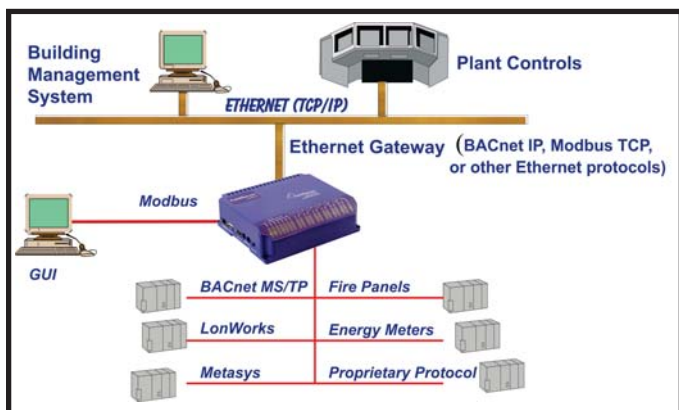 Building
Management
System
Plant Controls
ETHERNET (TCP/IP)
Ethernet Gateway (BACnet IP, Modbus TCP,
or other Ethernet protocols)
Modbus
GUI
BACnet MS/TP Fire Panels
LonWorks Energy Meters
Metasys Proprietary Protocol